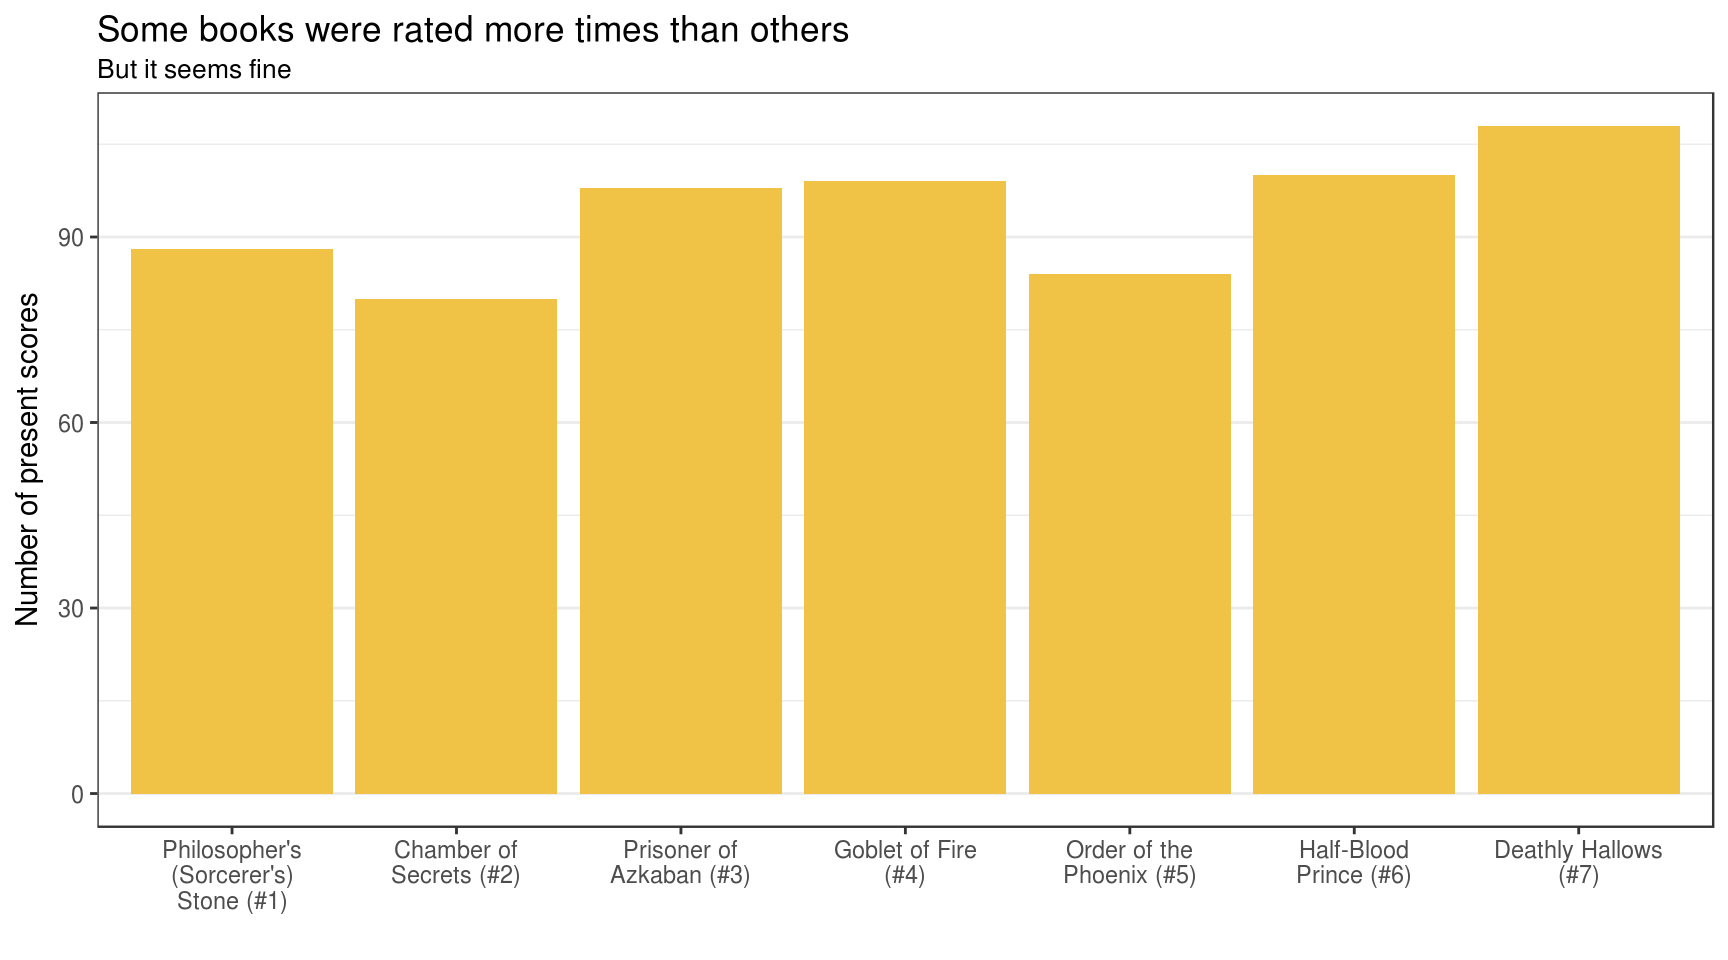 Some books were rated more times than others
But it seems fine
Number of present scores
90
60
30
0
Philosopher's
(Sorcerer's)
Stone (#1)
Chamber of
Secrets (#2)
Prisoner of
Azkaban (#3)
Goblet of Fire
(#4)
Order of the
Phoenix (#5)
Half-Blood
Prince (#6)
Deathly Hallows
(#7)